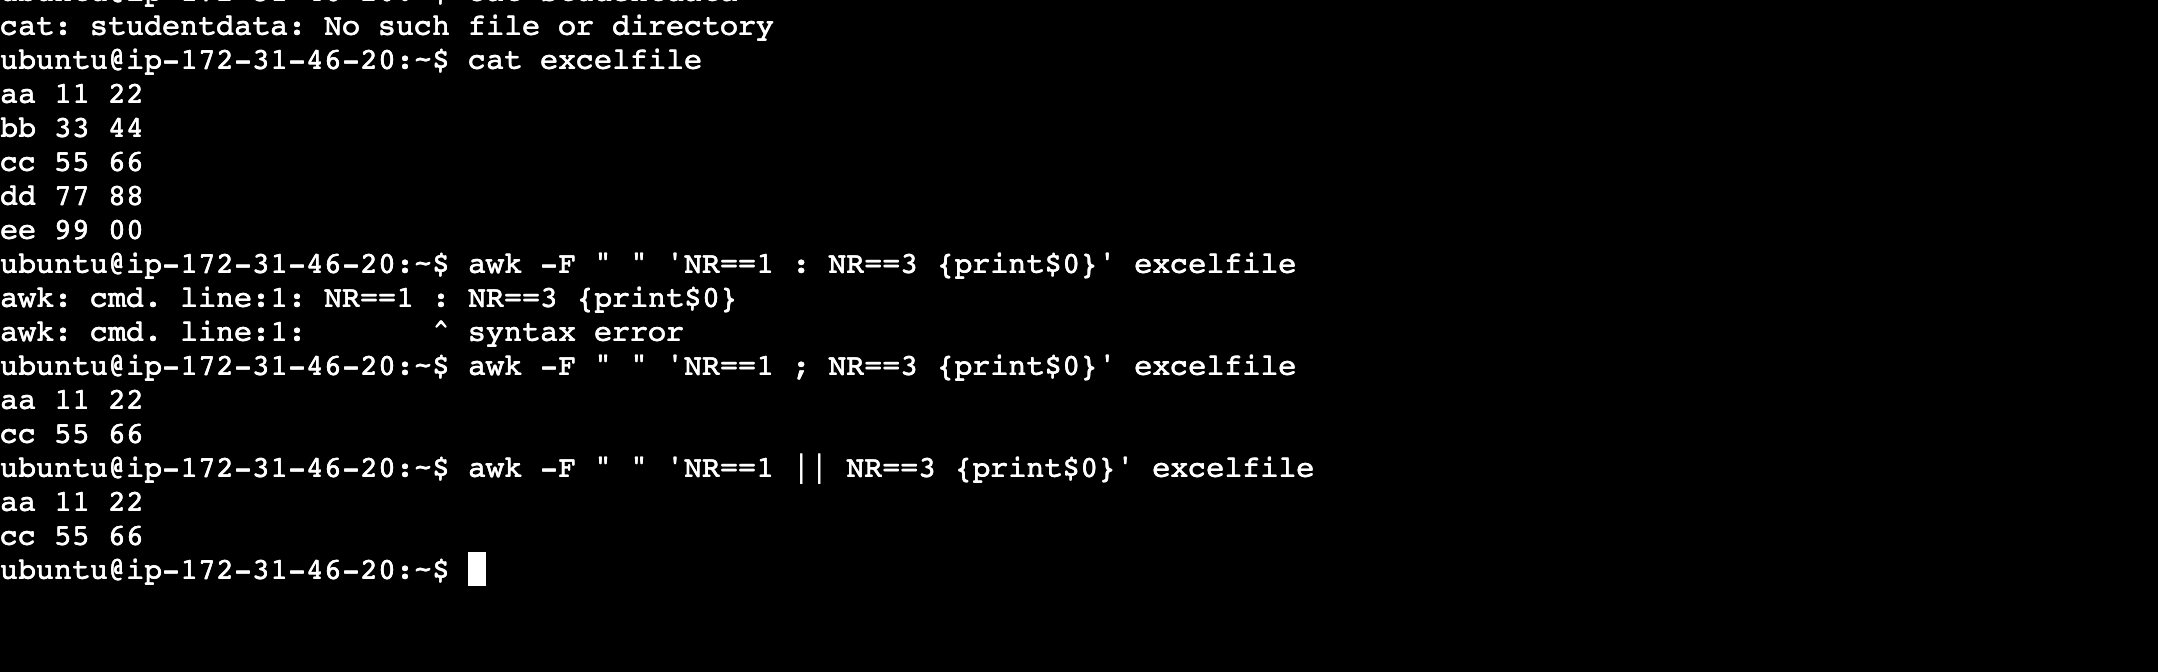 cat: studentdata: No such file or directory
ubuntu@ip-172-31-46-20:~$ cat excelfile
aa 11 22
bb 33 44
cc 55 66
dd 77 88
ee 99 00
ubuntu@ip-172-31-46-20:~$ awk -F " " 'NR==1 : NR==3 {print$0}' excelfile
awk: cmd. line:1: NR==1 : NR==3 {print$0}
awk: cmd. line:1:       ^ syntax error
ubuntu@ip-172-31-46-20:~$ awk -F " " 'NR==1 ; NR==3 {print$0}' excelfile
aa 11 22
cc 55 66
ubuntu@ip-172-31-46-20:~$ awk -F " " 'NR==1 || NR==3 {print$0}' excelfile
aa 11 22
cc 55 66
ubuntu@ip-172-31-46-20:~$